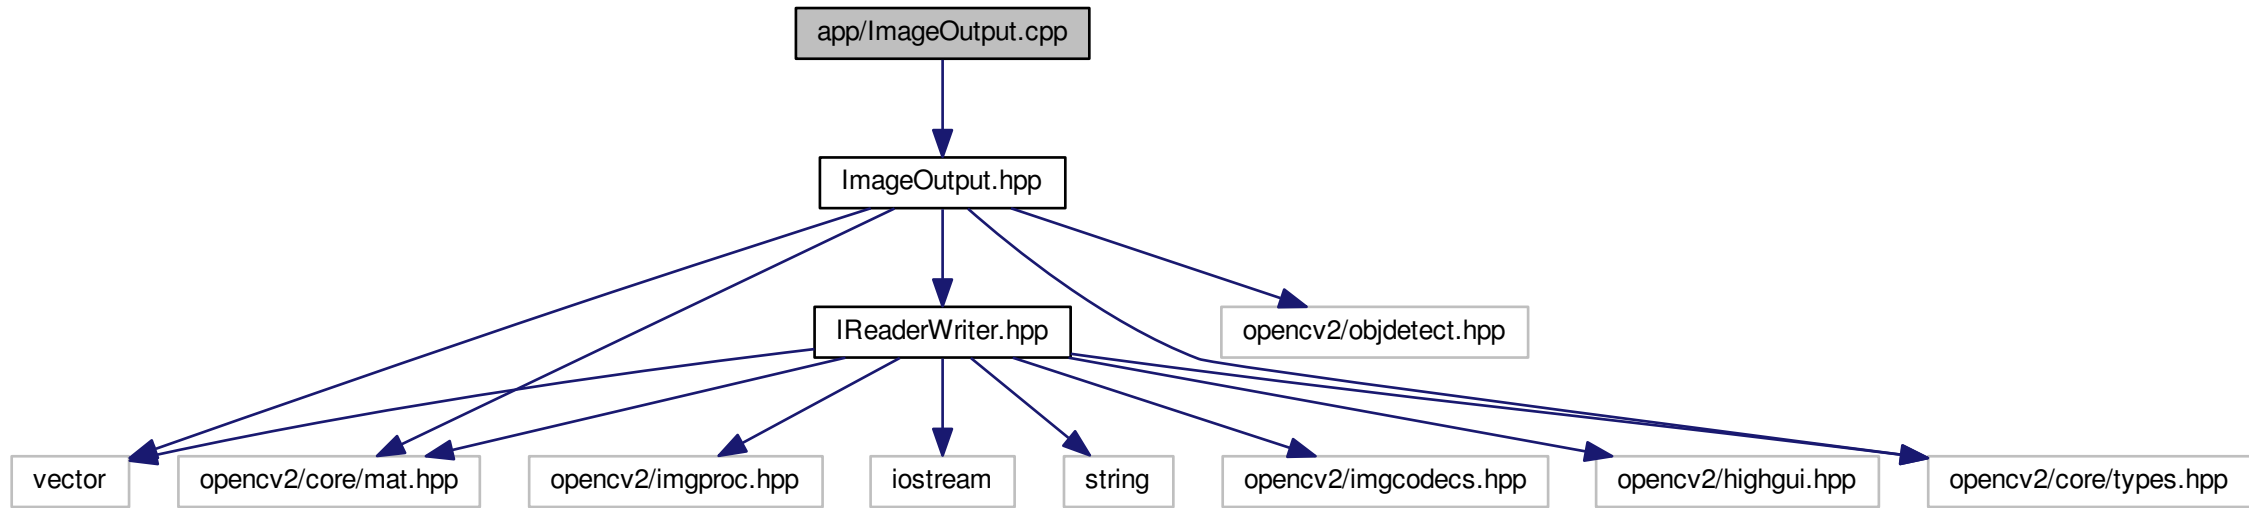 app/ImageOutput.cpp
ImageOutput.hpp
IReaderWriter.hpp
opencv2/objdetect.hpp
vector
opencv2/core/mat.hpp
opencv2/imgproc.hpp
iostream
string
opencv2/imgcodecs.hpp
opencv2/highgui.hpp
opencv2/core/types.hpp